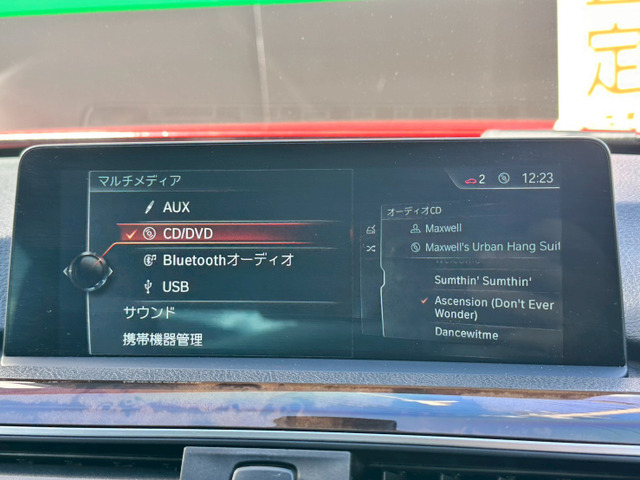 定
マルチメディア
2
12:23
AUX
CD/DVD
Bluetoothオーディオ
USB
サウンド
携帯機器管理
オーディオCD
Maxwell
Maxwell's Urban Hang Suit
Sumthin' Sumthin'
Ascension (Don't Ever
Wonder)
Dancewitme